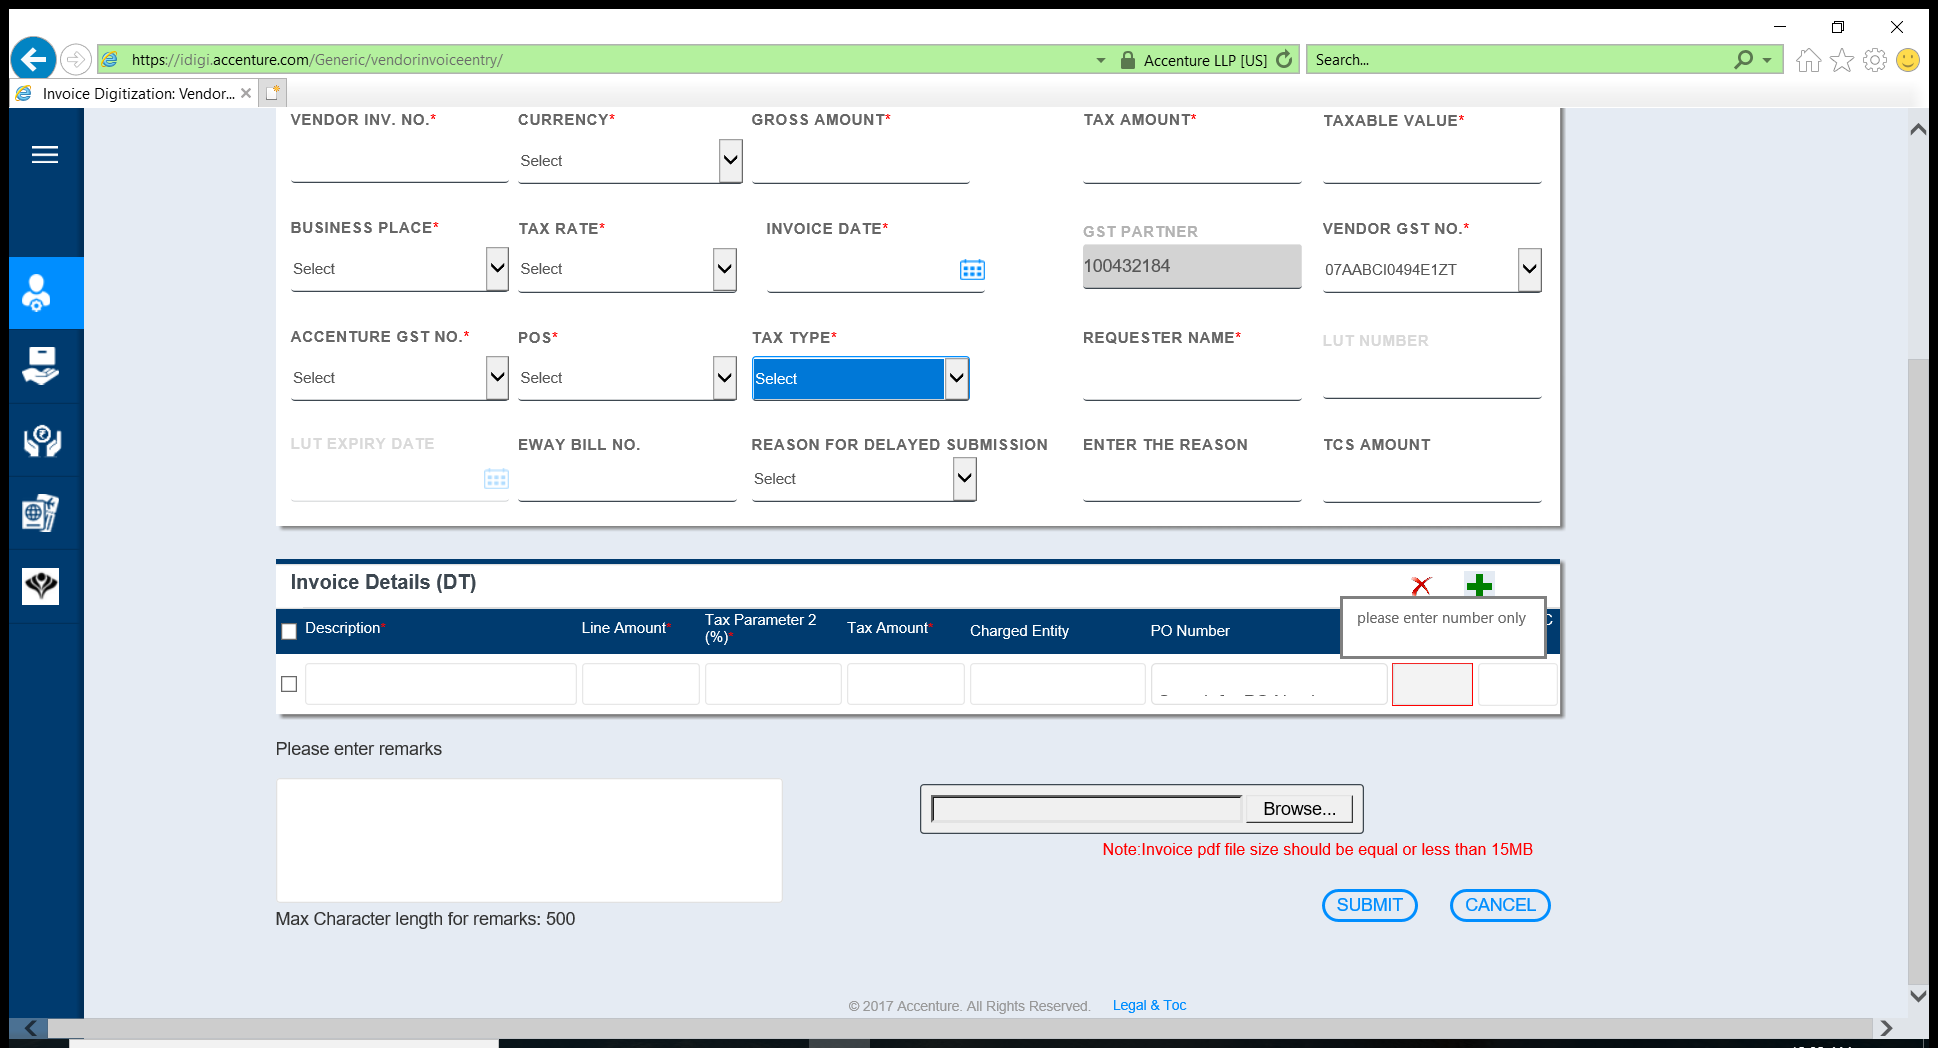 https://idigi.accenture.com/Generic/vendorinvoiceentry/
Accenture LLP [US]
Search...
Invoice Digitization: Vendor...
VENDOR INV. NO.* CURRENCY* GROSS AMOUNT* TAX AMOUNT* TAXABLE VALUE*
Select
BUSINESS PLACE* TAX RATE* INVOICE DATE* GST PARTNER VENDOR GST NO.*
Select Select 100432184 07AABCI0494E1ZT
ACCENTURE GST NO.* POS* TAX TYPE* REQUESTER NAME* LUT NUMBER
Select Select Select
LUT EXPIRY DATE EWAY BILL NO. REASON FOR DELAYED SUBMISSION ENTER THE REASON TCS AMOUNT
Select
Invoice Details (DT)
please enter number only
Description* Line Amount* Tax Parameter 2 (%)* Tax Amount* Charged Entity PO Number
Please enter remarks
Browse...
Note:Invoice pdf file size should be equal or less than 15MB
SUBMIT CANCEL
Max Character length for remarks: 500
© 2017 Accenture. All Rights Reserved. Legal & Toc